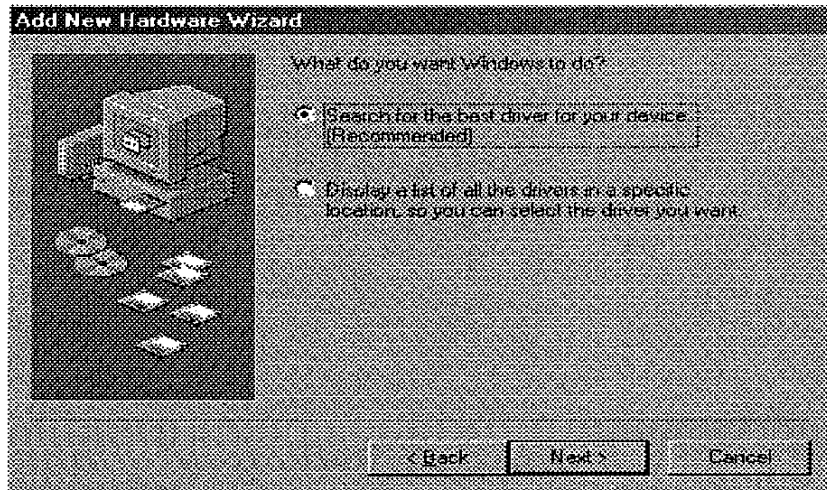 Add New Hardware Wizard
What do you want Windows to do?
Search for the best driver for your device.
(Recommended)
Display a list of all the drivers in a specific
location, so you can select the driver you want.
< Back
Next >
Cancel